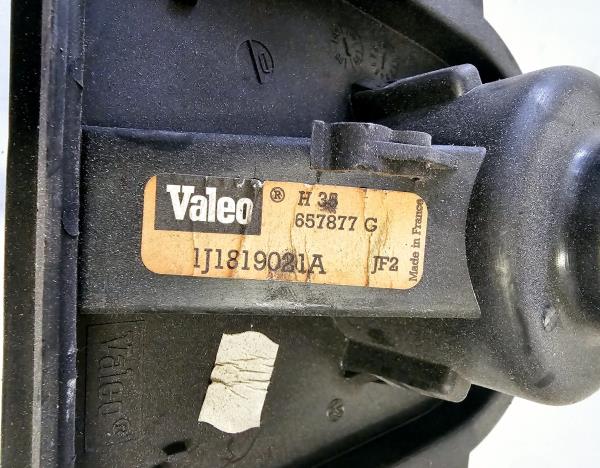 Valeo ® H 38
657877 G
1J1819021A JF2
Made in France
Valeo®